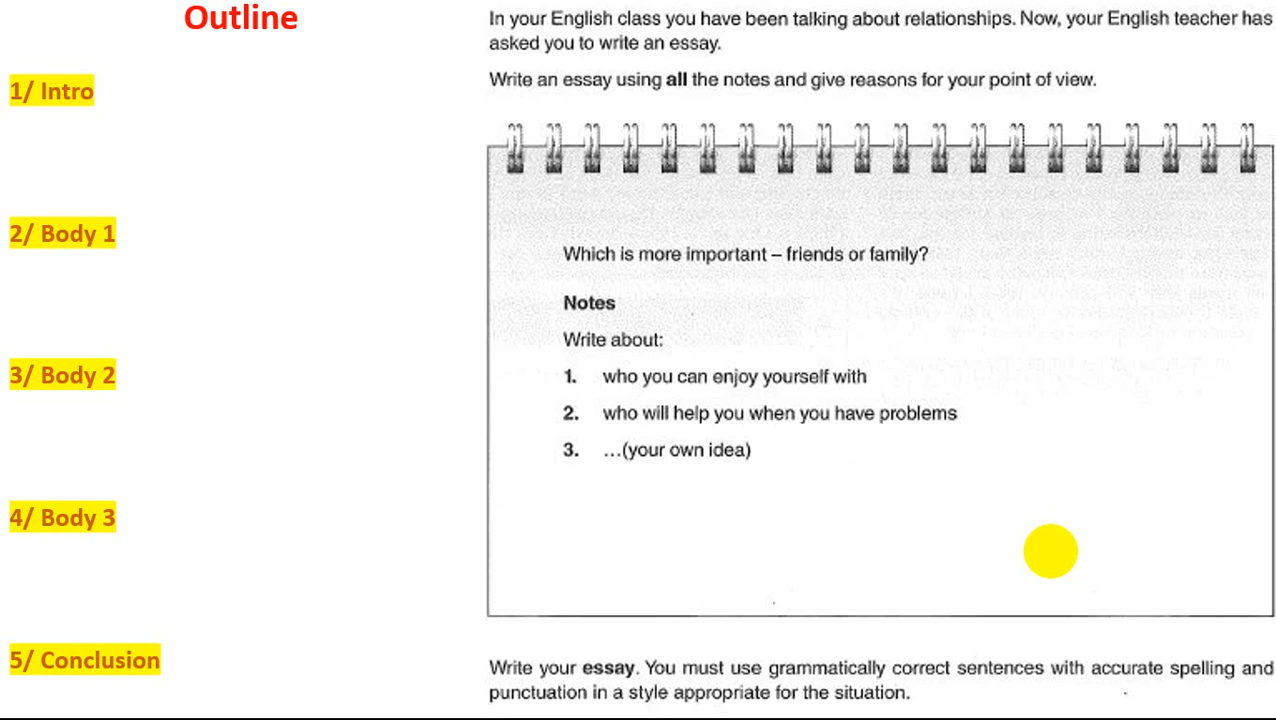 Outline
1/ Intro
2/ Body 1
3/ Body 2
4/ Body 3
5/ Conclusion
In your English class you have been talking about relationships. Now, your English teacher has
asked you to write an essay.
Write an essay using all the notes and give reasons for your point of view.
Which is more important – friends or family?
Notes
Write about:
1. who you can enjoy yourself with
2. who will help you when you have problems
3. ...(your own idea)
Write your essay. You must use grammatically correct sentences with accurate spelling and
punctuation in a style appropriate for the situation.